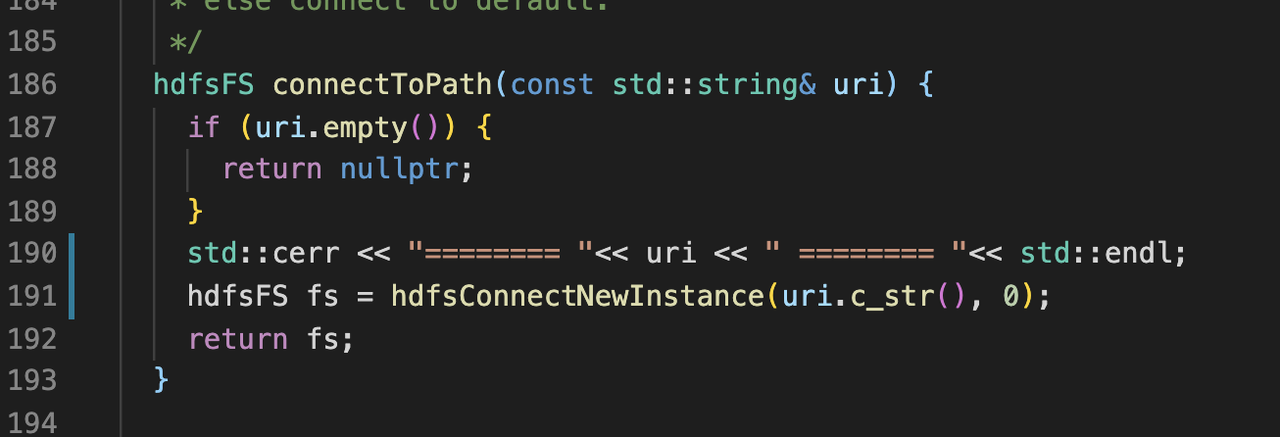 184 * else connect to default.
185 */
186 hdfsFS connectToPath(const std::string& uri) {
187 if (uri.empty()) {
188 return nullptr;
189 }
190 std::cerr << "======== "<< uri << " ======== "<< std::endl;
191 hdfsFS fs = hdfsConnectNewInstance(uri.c_str(), 0);
192 return fs;
193 }
194